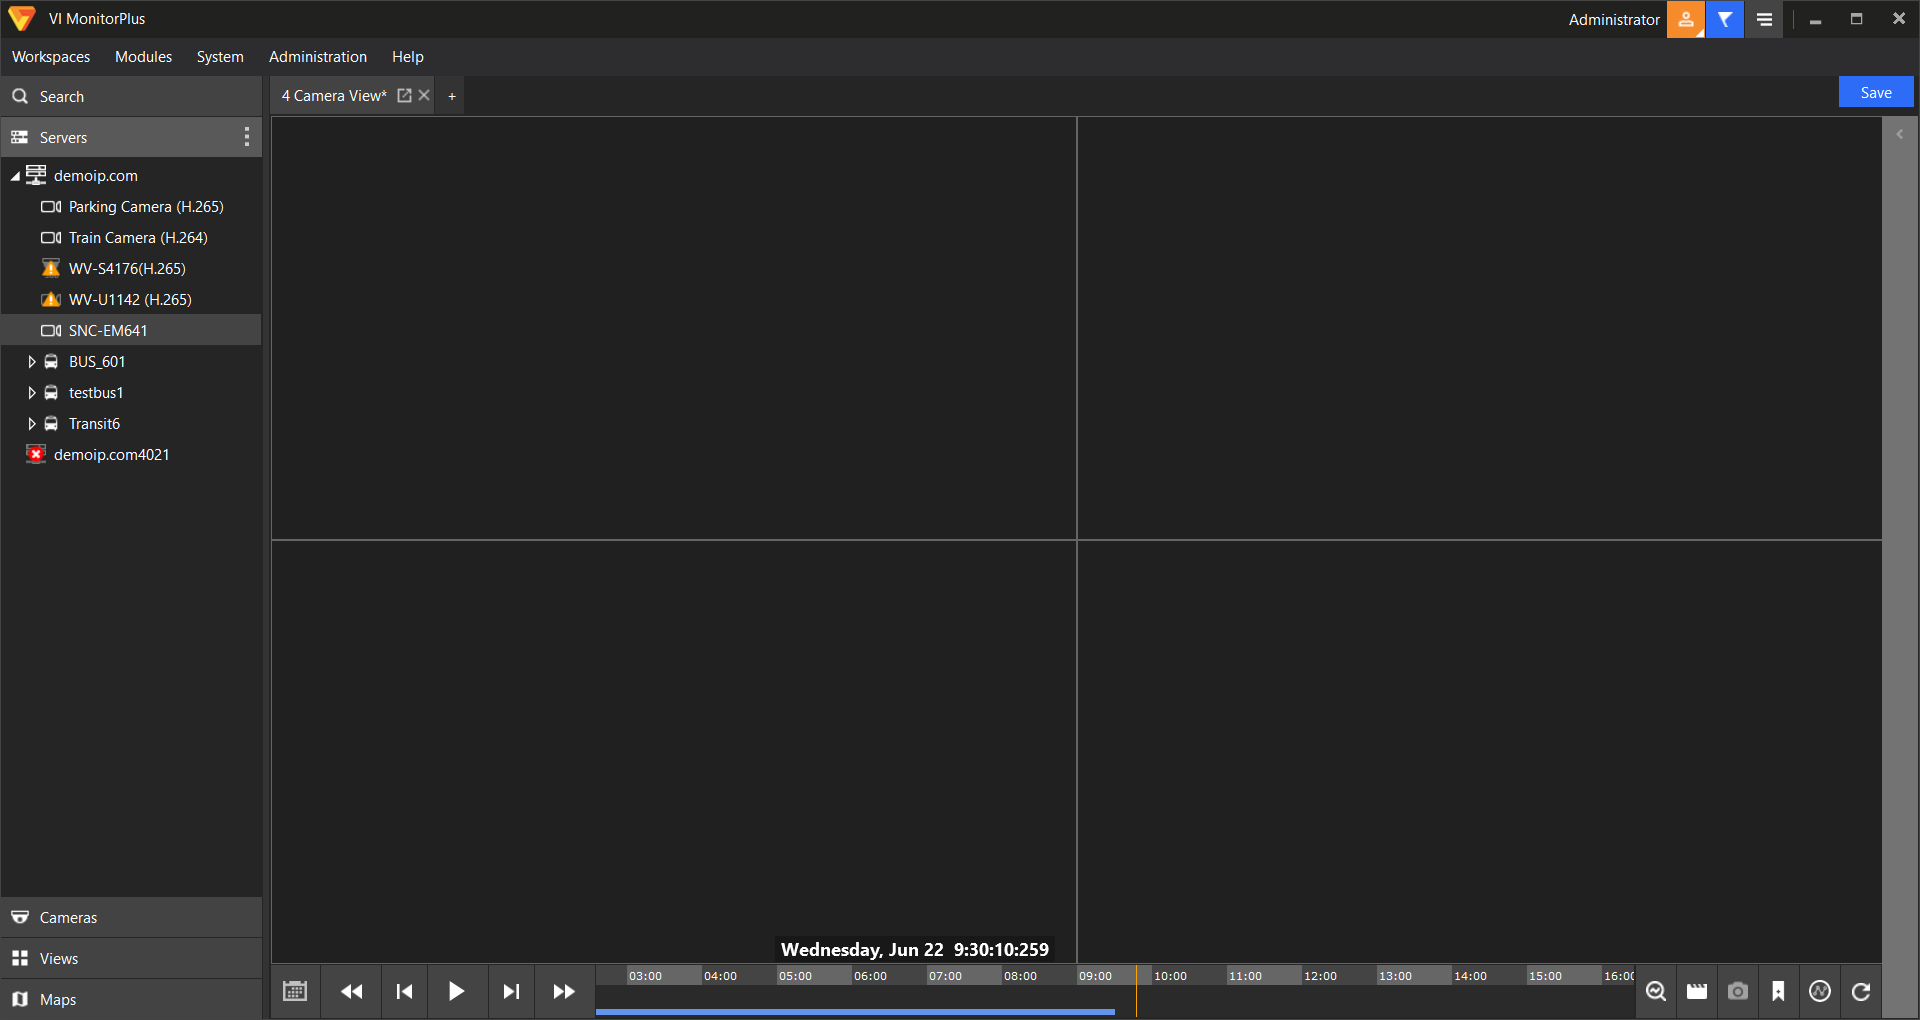 VI MonitorPlus
Administrator
Workspaces Modules System Administration Help
Search
4 Camera View* +
Save
Servers
demoip.com
Parking Camera (H.265)
Train Camera (H.264)
WV-S4176(H.265)
WV-U1142 (H.265)
SNC-EM641
BUS_601
testbus1
Transit6
demoip.com4021
Cameras
Views
Maps
Wednesday, Jun 22 9:30:10:259
03:00 04:00 05:00 06:00 07:00 08:00 09:00 10:00 11:00 12:00 13:00 14:00 15:00 16:00